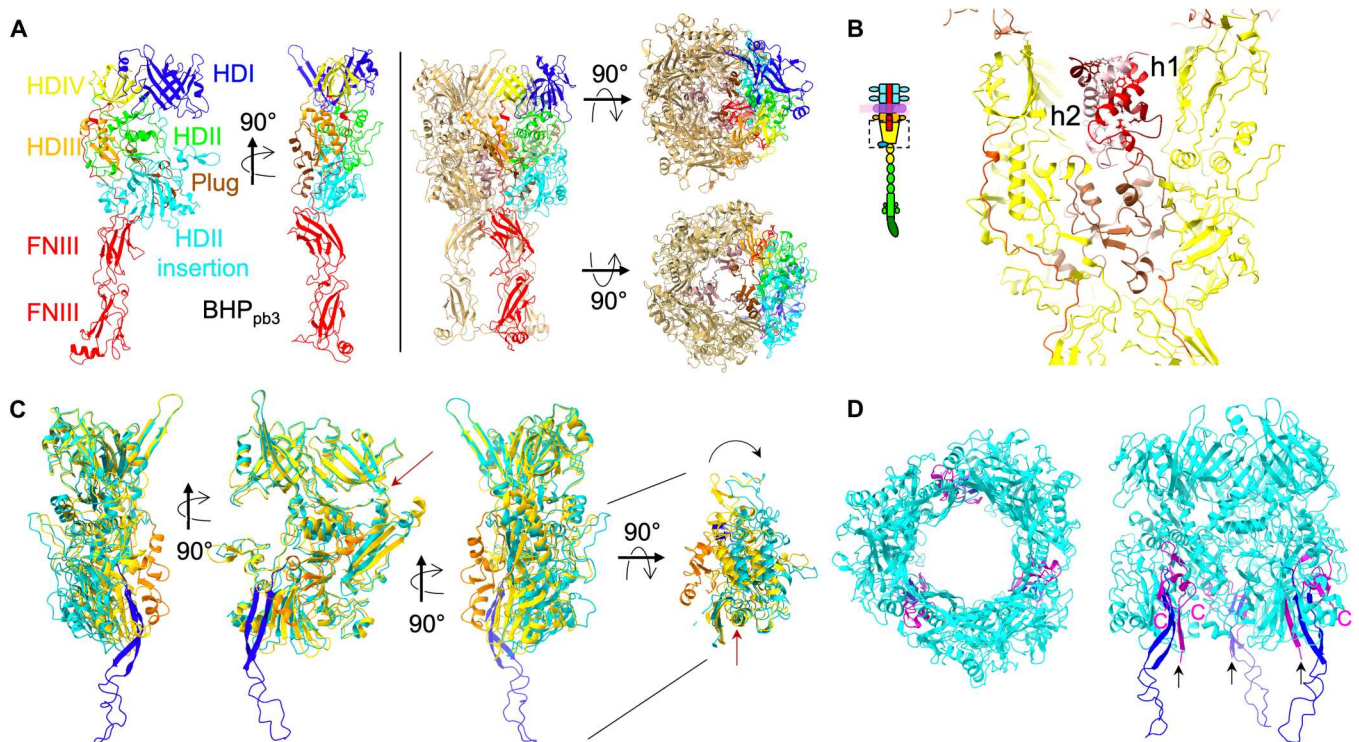 A
HDIV
HDI
HDIII
HDII
90°
Plug
FNIII
HDII
insertion
FNIII
BHPpb3
90°
90°
B
h1
h2
C
90°
90°
90°
D
C
C
C